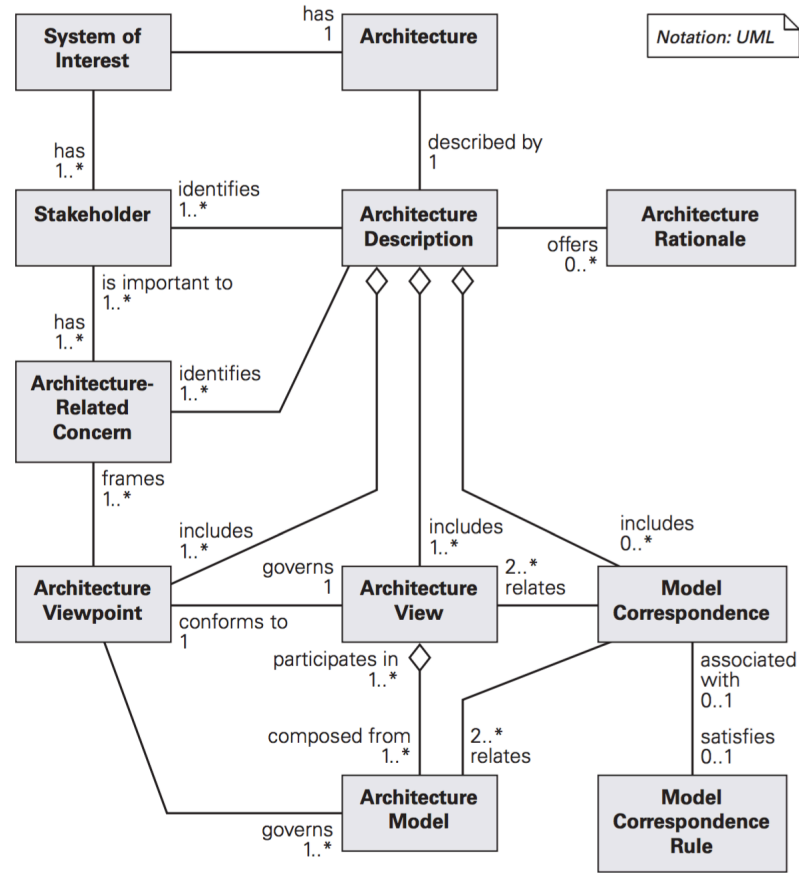 System of
Interest
has
1
Architecture
Notation: UML
has
1..*
described by
1
Stakeholder
identifies
1..*
Architecture
Description
offers
0..*
Architecture
Rationale
is important to
1..*
has
1..*
Architecture-
Related
Concern
identifies
1..*
frames
1..*
includes
1..*
includes
1..*
includes
0..*
Architecture
Viewpoint
governs
1
conforms to
1
Architecture
View
2..*
relates
Model
Correspondence
participates in
1..*
associated
with
0..1
composed from
1..*
2..*
relates
satisfies
0..1
governs
1..*
Architecture
Model
Model
Correspondence
Rule